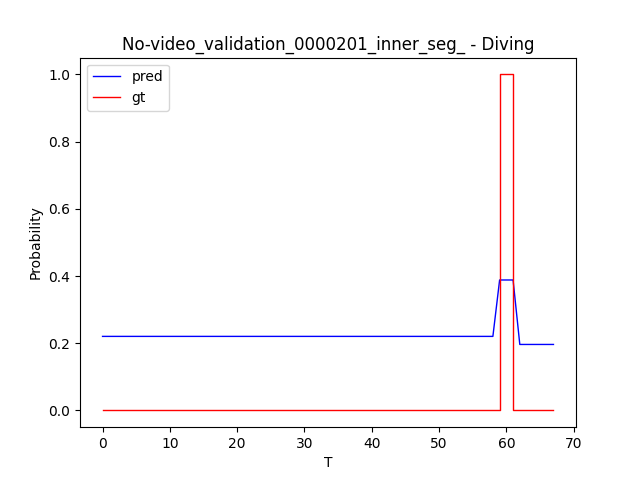 No-video_validation_0000201_inner_seg_ - Diving
pred
gt
1.0
0.8
0.6
0.4
0.2
0.0
Probability
0 10 20 30 40 50 60 70
T